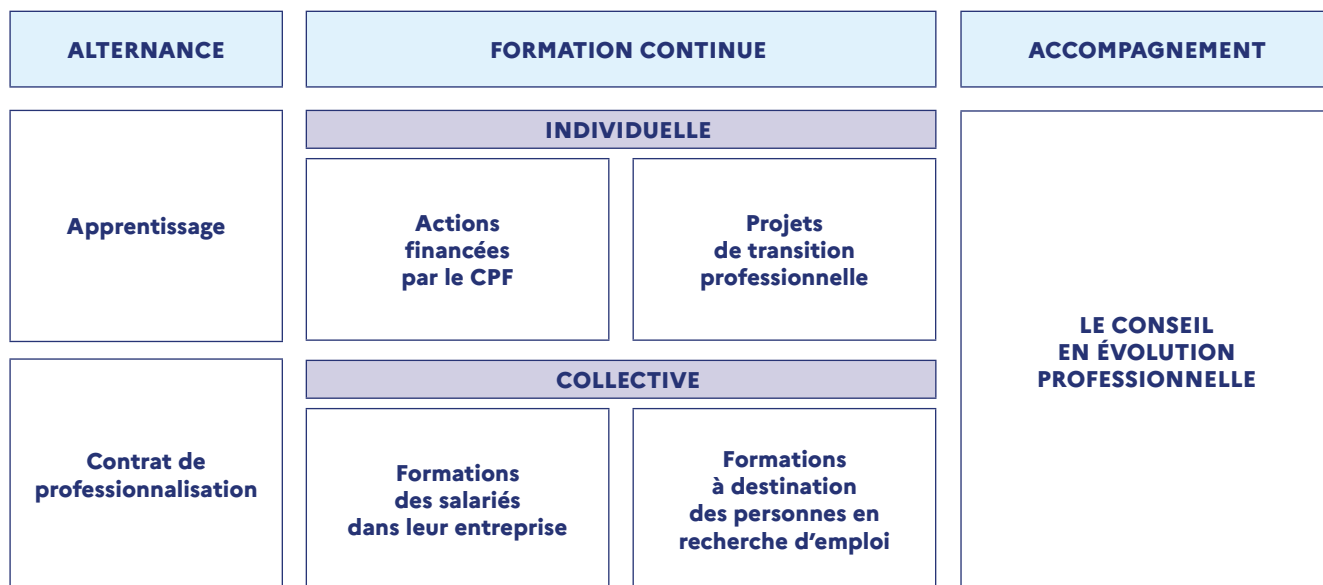 ALTERNANCE
FORMATION CONTINUE
ACCOMPAGNEMENT
INDIVIDUELLE
Apprentissage
Actions
financées
par le CPF
Projets
de transition
professionnelle
LE CONSEIL
EN ÉVOLUTION
PROFESSIONNELLE
COLLECTIVE
Contrat de
professionnalisation
Formations
des salariés
dans leur entreprise
Formations
à destination
des personnes en
recherche d’emploi